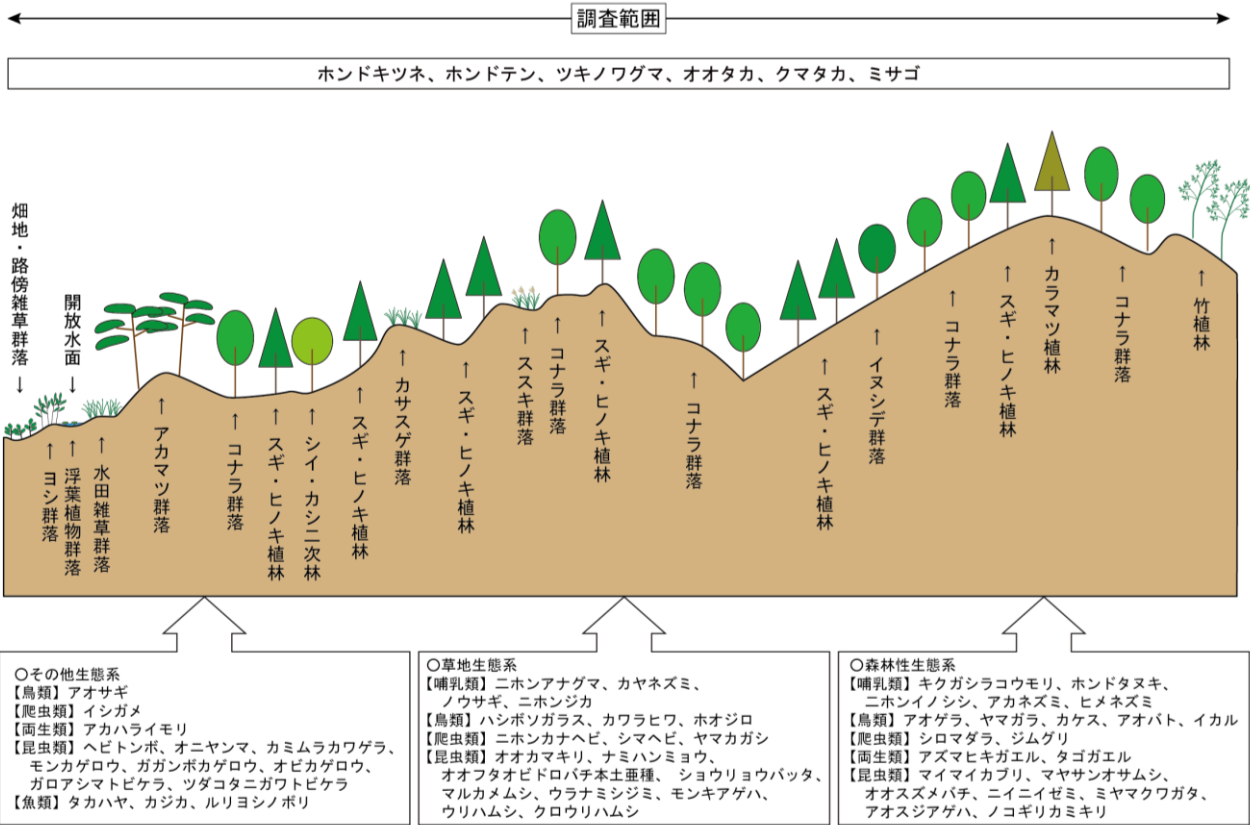 調査範囲
ホンドキツネ、ホンドテン、ツキノワグマ、オオタカ、クマタカ、ミサゴ
畑地・路傍雑草群落
↓
開放水面
↓
↑
ヨシ群落
↑
浮葉植物群落
↑
水田雑草群落
↑
アカマツ群落
↑
コナラ群落
↑
スギ・ヒノキ植林
↑
シイ・カシ二次林
↑
スギ・ヒノキ植林
↑
カサスゲ群落
↑
スギ・ヒノキ植林
↑
ススキ群落
↑
コナラ群落
↑
スギ・ヒノキ植林
↑
コナラ群落
↑
スギ・ヒノキ植林
↑
イヌシデ群落
↑
コナラ群落
↑
スギ・ヒノキ植林
↑
カラマツ植林
↑
コナラ群落
↑
竹植林
○その他生態系
【鳥類】アオサギ
【爬虫類】イシガメ
【両生類】アカハライモリ
【昆虫類】ヘビトンボ、オニヤンマ、カミムラカワゲラ、
モンカゲロウ、ガガンボカゲロウ、オビカゲロウ、
ガロアシマトビケラ、ツダコタニガワトビケラ
【魚類】タカハヤ、カジカ、ルリヨシノボリ
○草地生態系
【哺乳類】ニホンアナグマ、カヤネズミ、
ノウサギ、ニホンジカ
【鳥類】ハシボソガラス、カワラヒワ、ホオジロ
【爬虫類】ニホンカナヘビ、シマヘビ、ヤマカガシ
【昆虫類】オオカマキリ、ナミハンミョウ、
オオフタオビドロバチ本土亜種、 ショウリョウバッタ、
マルカメムシ、ウラナミシジミ、モンキアゲハ、
ウリハムシ、クロウリハムシ
○森林性生態系
【哺乳類】キクガシラコウモリ、ホンドタヌキ、
ニホンイノシシ、アカネズミ、ヒメネズミ
【鳥類】アオゲラ、ヤマガラ、カケス、アオバト、イカル
【爬虫類】シロマダラ、ジムグリ
【両生類】アズマヒキガエル、タゴガエル
【昆虫類】マイマイカブリ、マヤサンオサムシ、
オオスズメバチ、ニイニイゼミ、ミヤマクワガタ、
アオスジアゲハ、ノコギリカミキリ